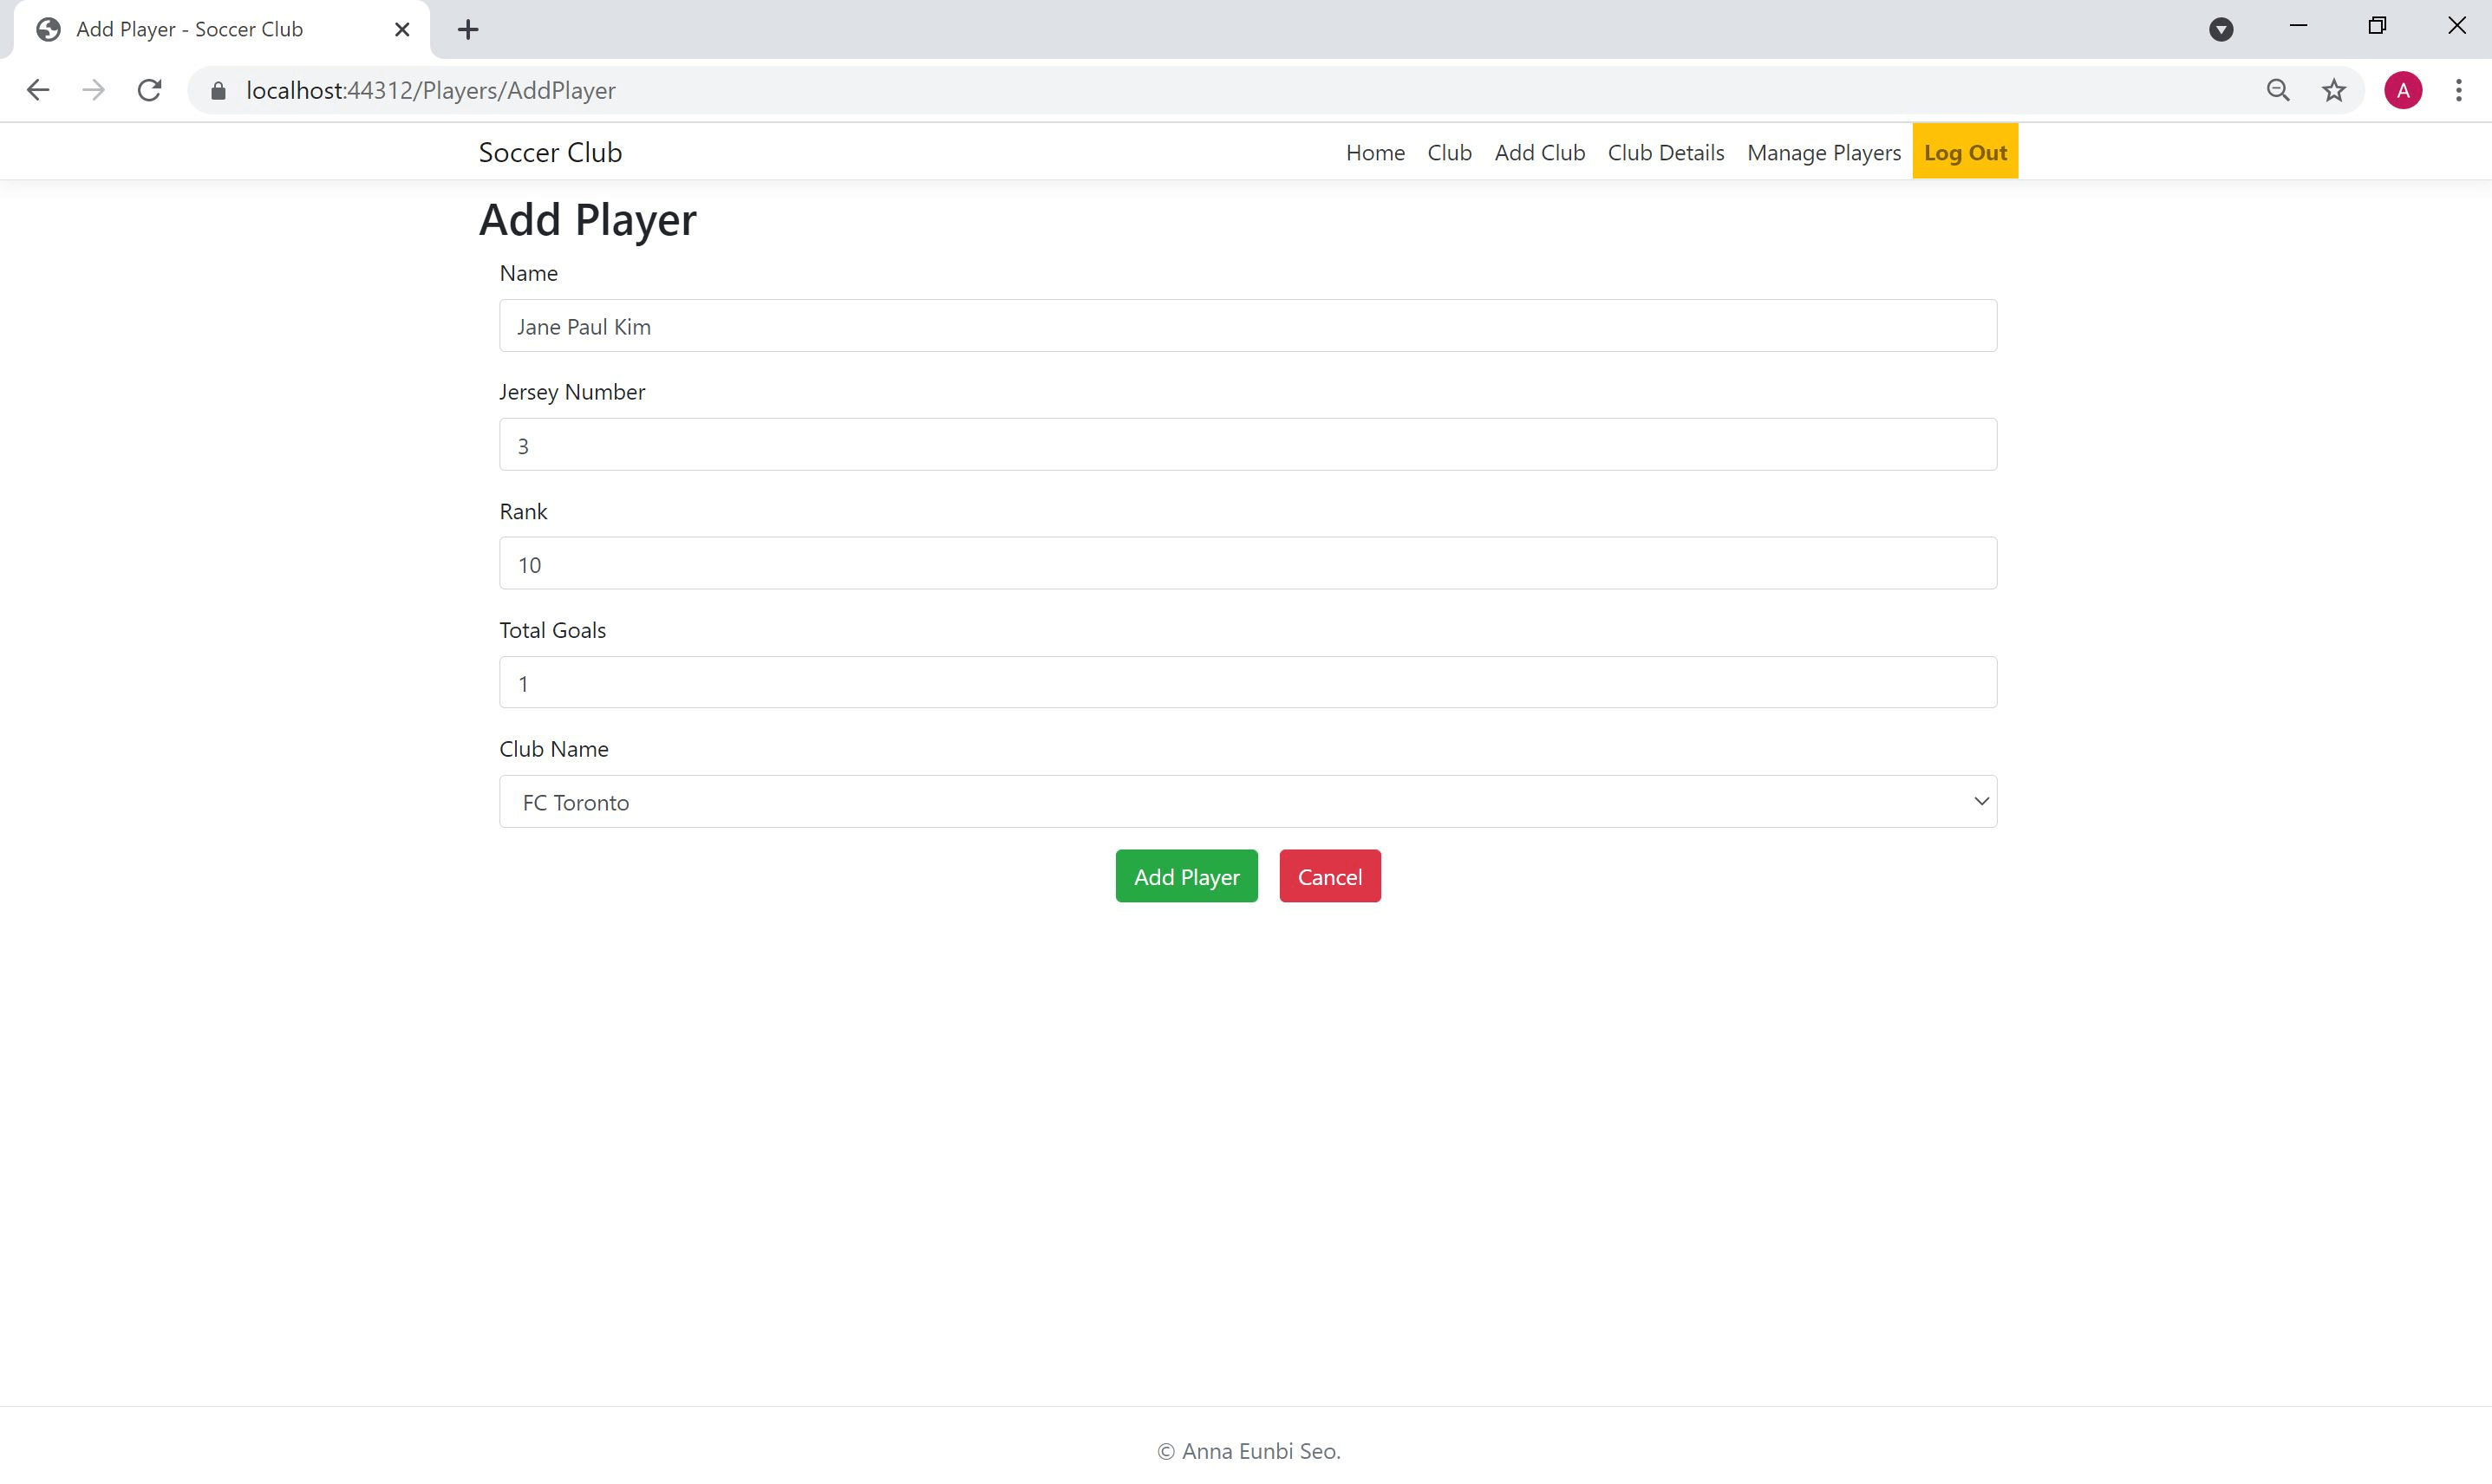 Add Player - Soccer Club
localhost:44312/Players/AddPlayer
A
Soccer Club Home Club Add Club Club Details Manage Players Log Out
Add Player
Name
Jane Paul Kim
Jersey Number
3
Rank
10
Total Goals
1
Club Name
FC Toronto
Add Player Cancel
© Anna Eunbi Seo.